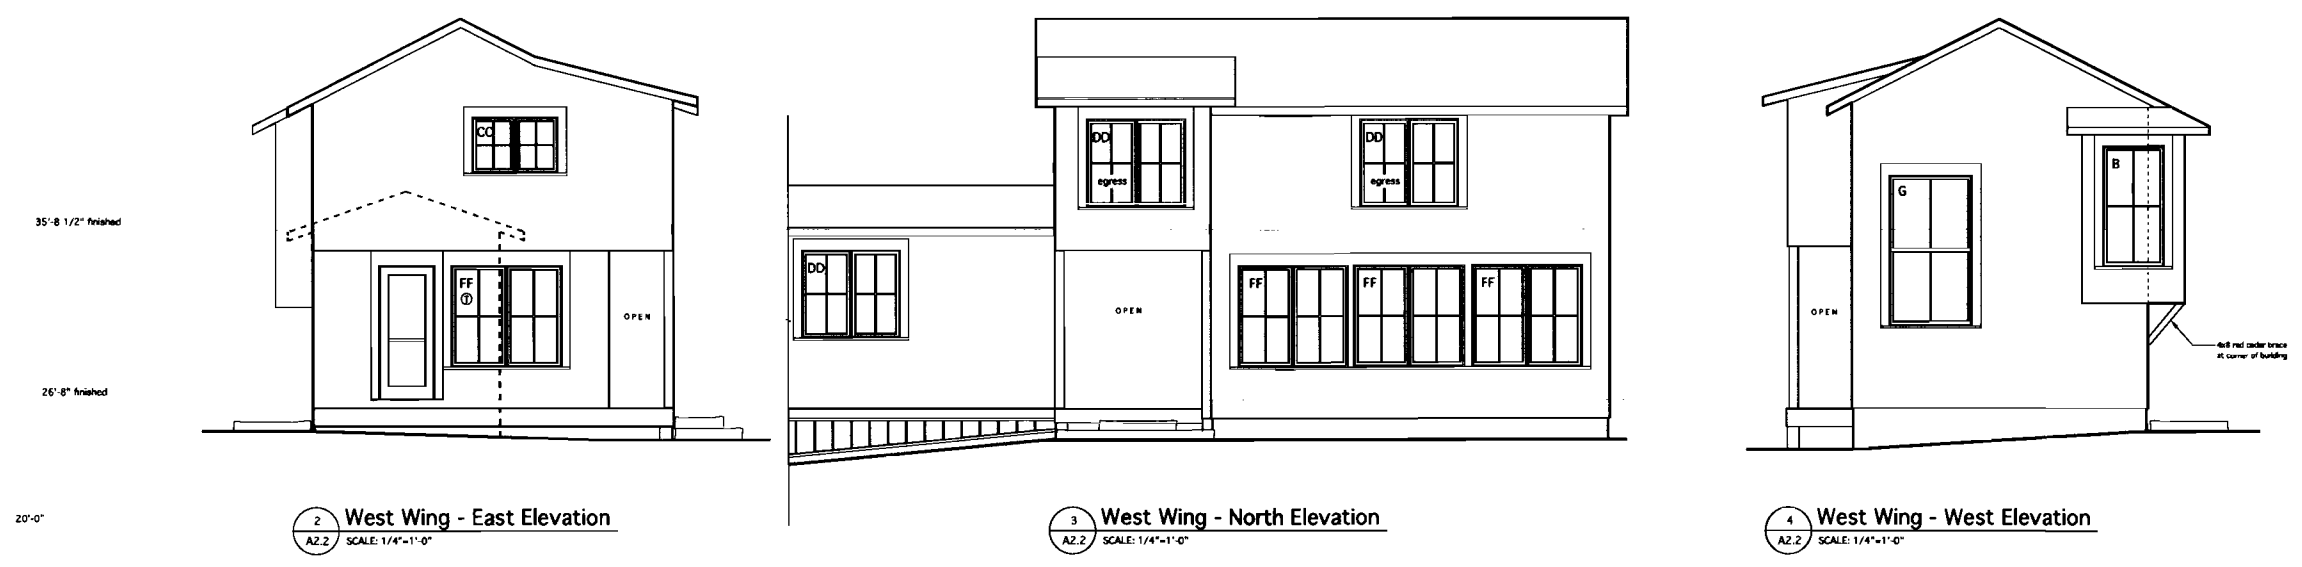 35'-8 1/2" finished
26'-8" finished
20'-0"
CC
FF
T
OPEN
2
A2.2
West Wing - East Elevation
SCALE: 1/4"=1'-0"
DD
egress
DD
egress
DD
FF
FF
FF
OPEN
3
A2.2
West Wing - North Elevation
SCALE: 1/4"=1'-0"
B
G
OPEN
4x8 red cedar brace
at corner of building
4
A2.2
West Wing - West Elevation
SCALE: 1/4"=1'-0"